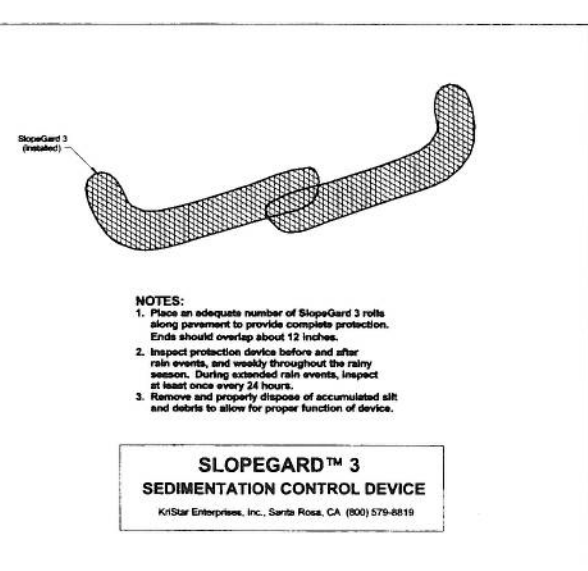 SlopeGard 3
(installed)
NOTES:
1. Place an adequate number of SlopeGard 3 rolls
along pavement to provide complete protection.
Ends should overlap about 12 inches.
2. Inspect protection device before and after
rain events, and weekly throughout the rainy
season. During extended rain events, inspect
at least once every 24 hours.
3. Remove and properly dispose of accumulated silt
and debris to allow for proper function of device.
SLOPEGARD™ 3
SEDIMENTATION CONTROL DEVICE
KriStar Enterprises, Inc., Santa Rosa, CA (800) 579-8819